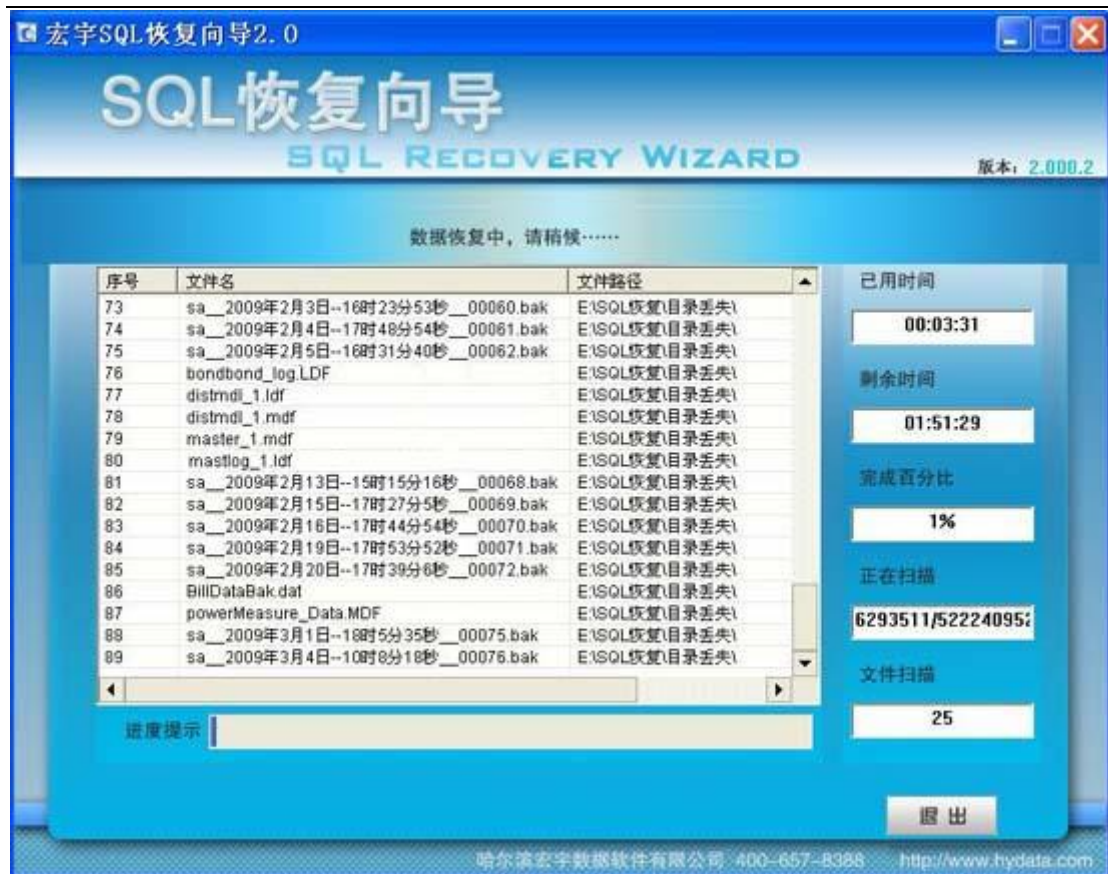 宏宇SQL恢复向导2.0
SQL恢复向导
SQL RECOVERY WIZARD
版本: 2.000.2
数据恢复中, 请稍候……
序号 文件名 文件路径
73 sa__2009年2月3日--16时23分53秒__00060.bak E:\SQL恢复\目录丢失\
74 sa__2009年2月4日--17时48分54秒__00061.bak E:\SQL恢复\目录丢失\
75 sa__2009年2月5日--16时31分40秒__00062.bak E:\SQL恢复\目录丢失\
76 bondbond_log.LDF E:\SQL恢复\目录丢失\
77 distmdl_1.ldf E:\SQL恢复\目录丢失\
78 distmdl_1.mdf E:\SQL恢复\目录丢失\
79 master_1.mdf E:\SQL恢复\目录丢失\
80 mastlog_1.ldf E:\SQL恢复\目录丢失\
81 sa__2009年2月13日--15时15分16秒__00068.bak E:\SQL恢复\目录丢失\
82 sa__2009年2月15日--17时27分5秒__00069.bak E:\SQL恢复\目录丢失\
83 sa__2009年2月16日--17时44分54秒__00070.bak E:\SQL恢复\目录丢失\
84 sa__2009年2月19日--17时53分52秒__00071.bak E:\SQL恢复\目录丢失\
85 sa__2009年2月20日--17时39分6秒__00072.bak E:\SQL恢复\目录丢失\
86 BillDataBak.dat E:\SQL恢复\目录丢失\
87 powerMeasure_Data.MDF E:\SQL恢复\目录丢失\
88 sa__2009年3月1日--18时5分35秒__00075.bak E:\SQL恢复\目录丢失\
89 sa__2009年3月4日--10时8分18秒__00076.bak E:\SQL恢复\目录丢失\
进度提示
已用时间
00:03:31
剩余时间
01:51:29
完成百分比
1%
正在扫描
6293511/522240952
文件扫描
25
退出
哈尔滨宏宇数据软件有限公司 400-657-8388 http://www.hydata.com